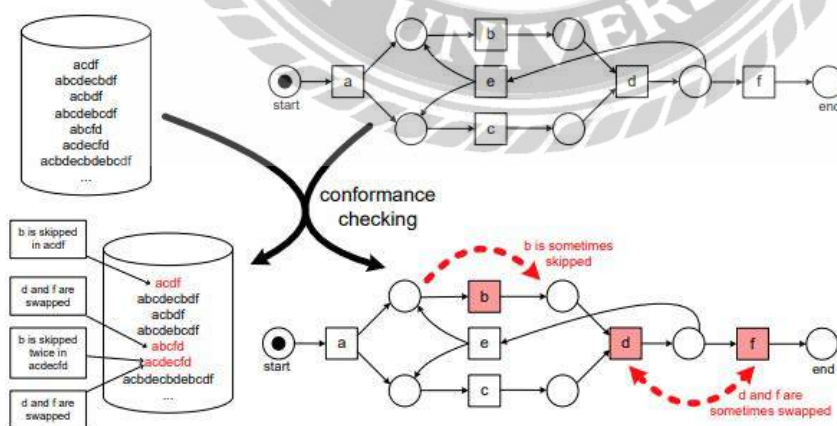 UNIVER
acdf
abcdecbdf
acbdf
abcdebcdf
abcfd
acdecfd
acbdecbdebcdf
...
b
a
e
d
f
start
end
c
conformance
checking
b is skipped
in acdf
d and f are
swapped
b is skipped
twice in
acdecfd
d and f are
swapped
acdf
abcdecbdf
acbdf
abcdebcdf
abcfd
acdecfd
acbdecbdebcdf
...
b is sometimes
skipped
b
a
e
d
f
start
end
c
d and f are
sometimes swapped